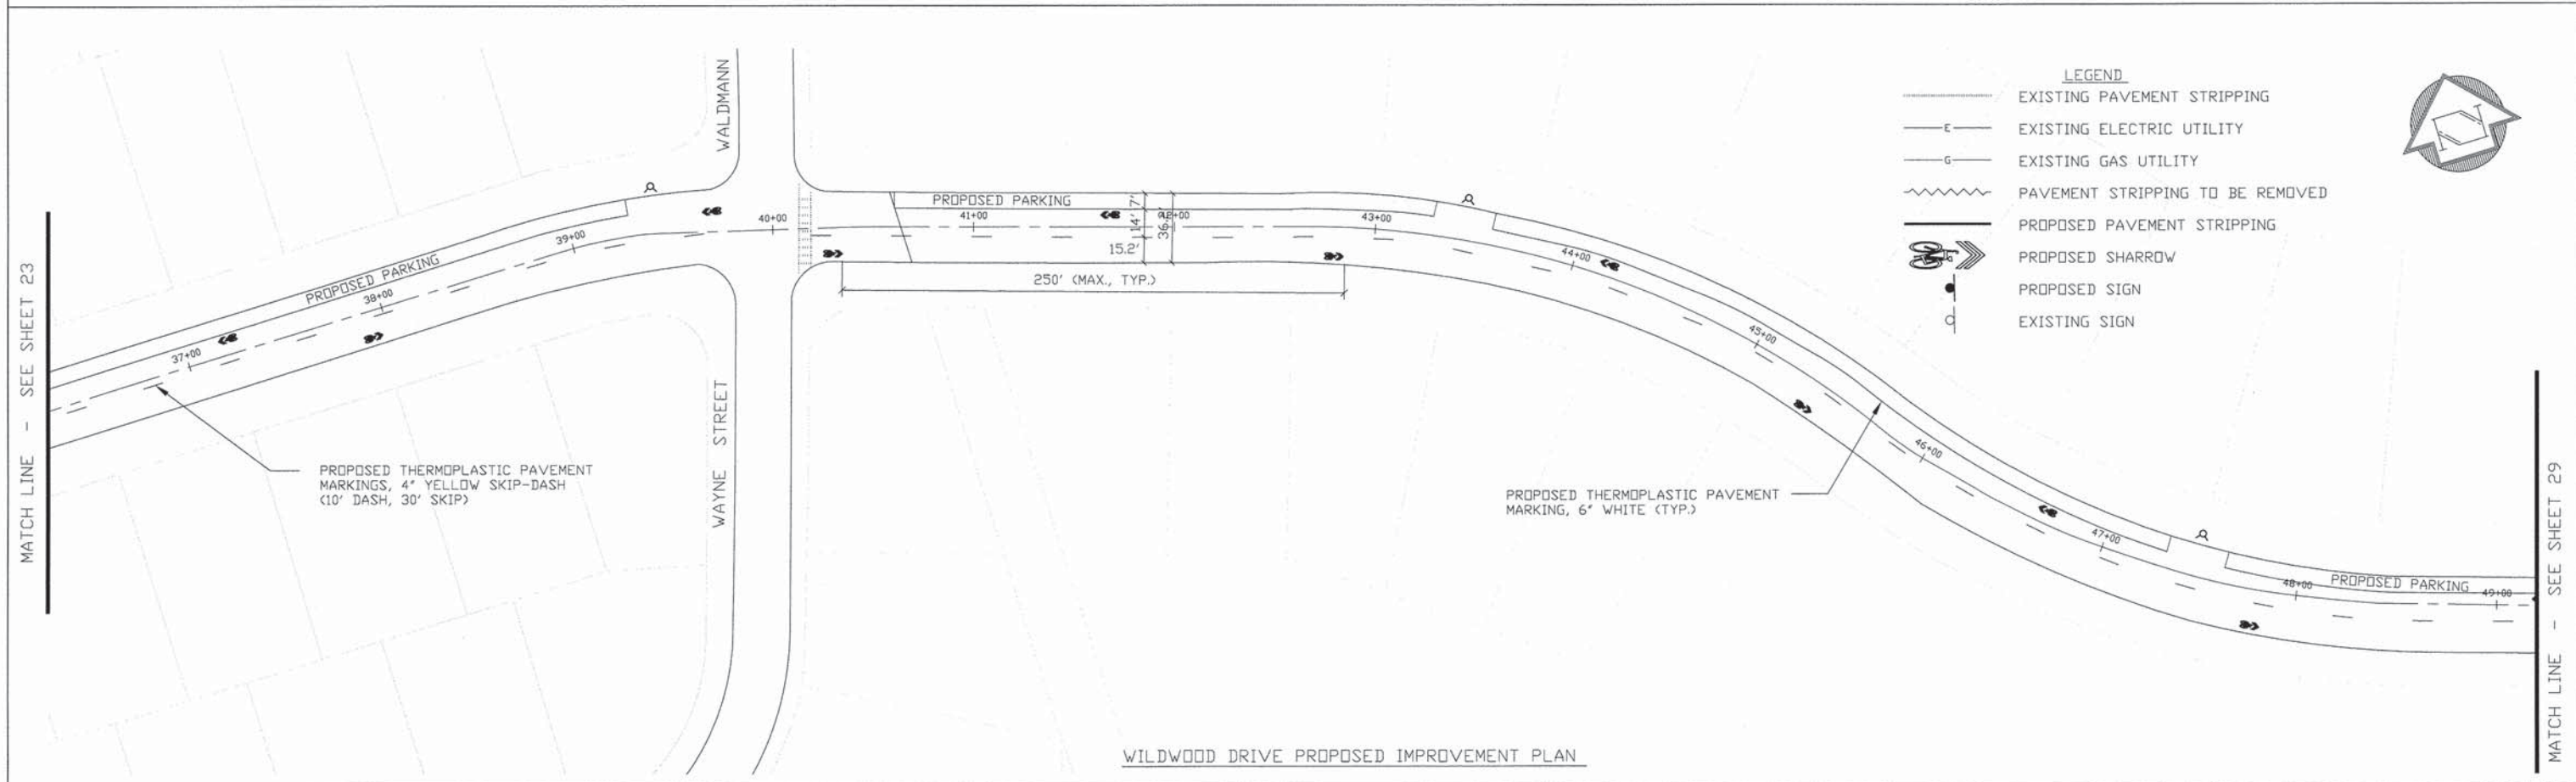 MATCH LINE - SEE SHEET 23
WALDMANN
WAYNE STREET
PROPOSED PARKING
37+00
38+00
39+00
40+00
PROPOSED THERMOPLASTIC PAVEMENT
MARKINGS, 4" YELLOW SKIP-DASH
(10' DASH, 30' SKIP)
PROPOSED PARKING
41+00
42+00
43+00
7'
14'
15.2'
250' (MAX., TYP.)
44+00
45+00
46+00
47+00
48+00
49+00
PROPOSED THERMOPLASTIC PAVEMENT
MARKING, 6" WHITE (TYP.)
PROPOSED PARKING
LEGEND
EXISTING PAVEMENT STRIPPING
E
EXISTING ELECTRIC UTILITY
G
EXISTING GAS UTILITY
PAVEMENT STRIPPING TO BE REMOVED
PROPOSED PAVEMENT STRIPPING
PROPOSED SHARROW
PROPOSED SIGN
EXISTING SIGN
MATCH LINE - SEE SHEET 29
WILDWOOD DRIVE PROPOSED IMPROVEMENT PLAN